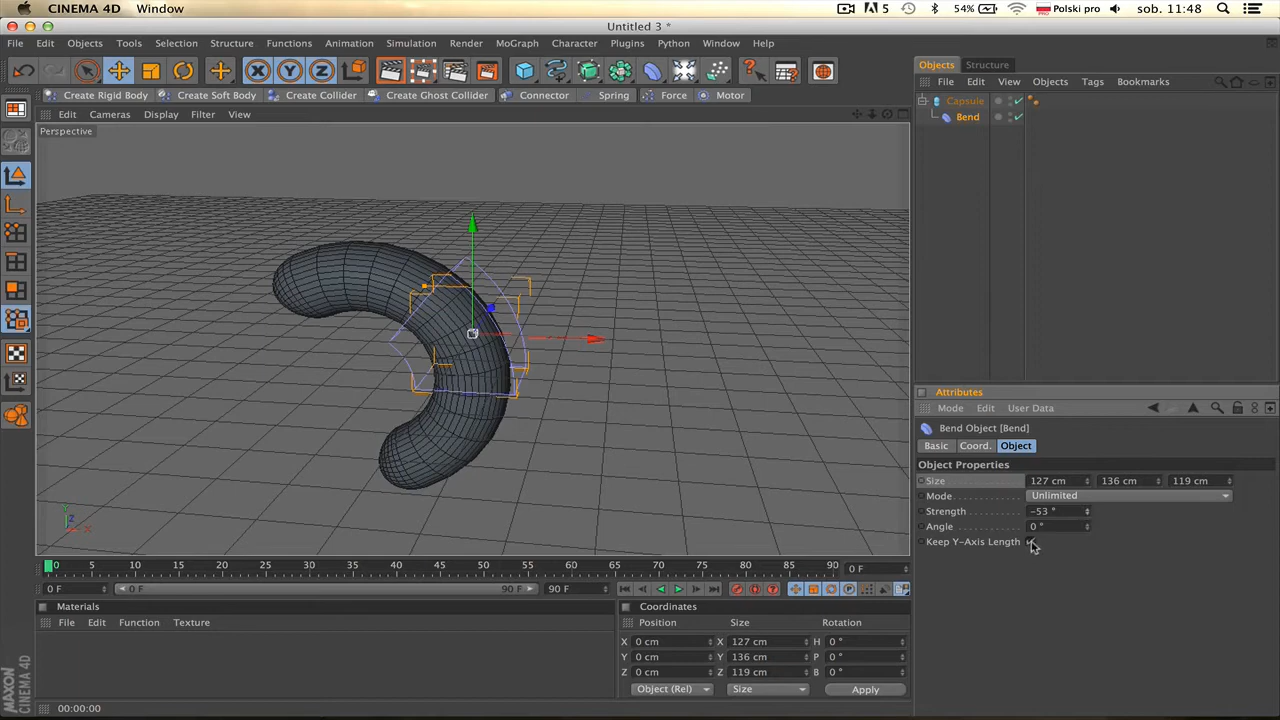 CINEMA 4D Window 5 54% Polski pro sob. 11:48
Untitled 3 *
File Edit Objects Tools Selection Structure Functions Animation Simulation Render MoGraph Character Plugins Python Window Help
Objects Structure
File Edit View Objects Tags Bookmarks
X Y Z
Create Rigid Body Create Soft Body Create Collider Create Ghost Collider Connector Spring Force Motor
Capsule
Bend
Edit Cameras Display Filter View
Perspective
Y
Z
X
Attributes
Mode Edit User Data
Bend Object [Bend]
Basic Coord. Object
Object Properties
Size 127 cm 136 cm 119 cm
Mode Unlimited
Strength -53 °
Angle 0 °
Keep Y-Axis Length
0 5 10 15 20 25 30 35 40 45 50 55 60 65 70 75 80 85 90 0 F
0 F 0 F 90 F 90 F
Materials
File Edit Function Texture
Coordinates
Position Size Rotation
X 0 cm X 127 cm H 0 °
Y 0 cm Y 136 cm P 0 °
Z 0 cm Z 119 cm B 0 °
Object (Rel) Size Apply
MAXON CINEMA 4D
00:00:00